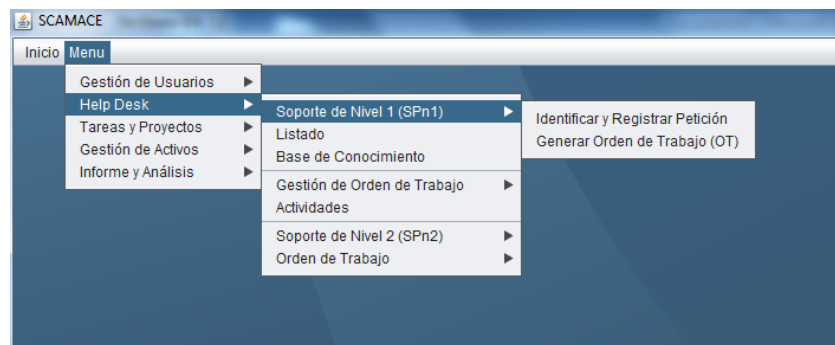 SCAMACE
Inicio Menu
Gestión de Usuarios
Help Desk
Tareas y Proyectos
Gestión de Activos
Informe y Análisis
Soporte de Nivel 1 (SPn1)
Listado
Base de Conocimiento
Gestión de Orden de Trabajo
Actividades
Soporte de Nivel 2 (SPn2)
Orden de Trabajo
Identificar y Registrar Petición
Generar Orden de Trabajo (OT)